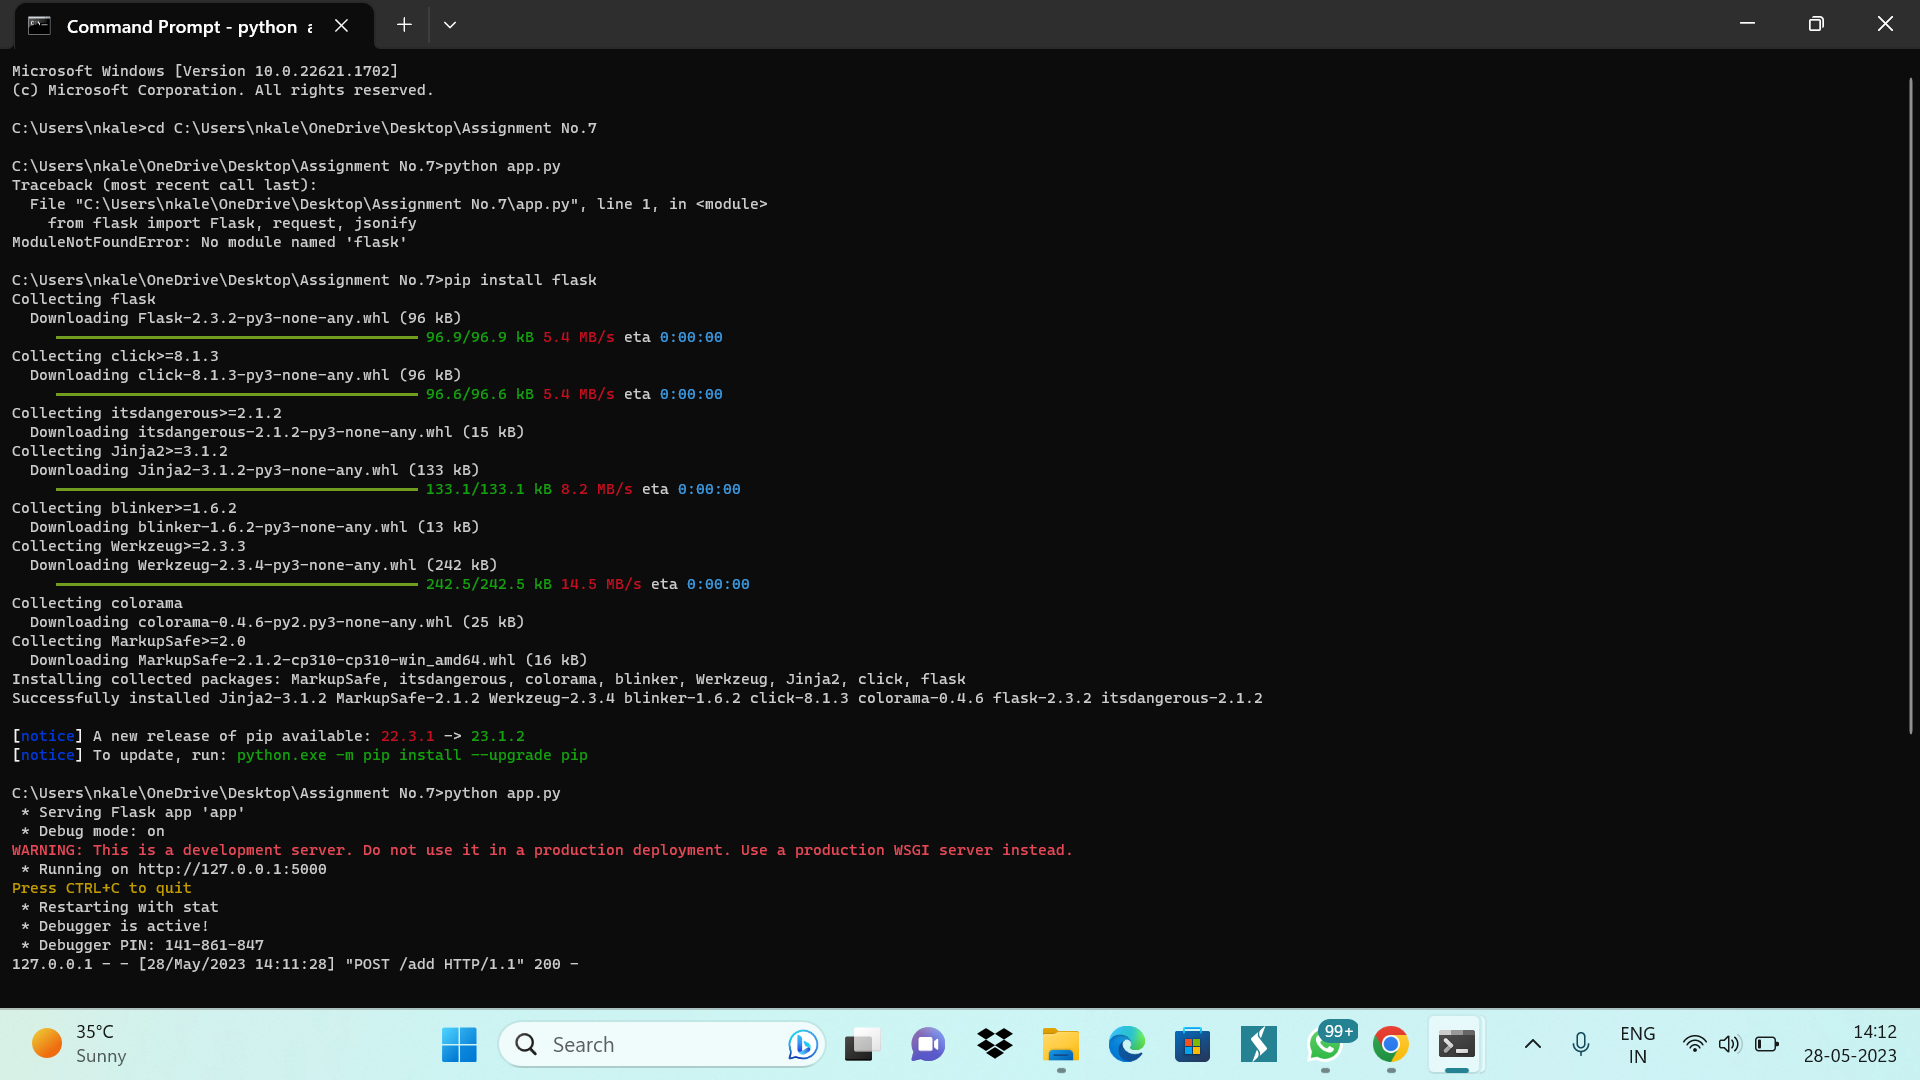 Command Prompt - python a
Microsoft Windows [Version 10.0.22621.1702]
(c) Microsoft Corporation. All rights reserved.
C:\Users\nkale>cd C:\Users\nkale\OneDrive\Desktop\Assignment No.7
C:\Users\nkale\OneDrive\Desktop\Assignment No.7>python app.py
Traceback (most recent call last):
  File "C:\Users\nkale\OneDrive\Desktop\Assignment No.7\app.py", line 1, in <module>
    from flask import Flask, request, jsonify
ModuleNotFoundError: No module named 'flask'
C:\Users\nkale\OneDrive\Desktop\Assignment No.7>pip install flask
Collecting flask
  Downloading Flask-2.3.2-py3-none-any.whl (96 kB)
96.9/96.9 kB 5.4 MB/s eta 0:00:00
Collecting click>=8.1.3
  Downloading click-8.1.3-py3-none-any.whl (96 kB)
96.6/96.6 kB 5.4 MB/s eta 0:00:00
Collecting itsdangerous>=2.1.2
  Downloading itsdangerous-2.1.2-py3-none-any.whl (15 kB)
Collecting Jinja2>=3.1.2
  Downloading Jinja2-3.1.2-py3-none-any.whl (133 kB)
133.1/133.1 kB 8.2 MB/s eta 0:00:00
Collecting blinker>=1.6.2
  Downloading blinker-1.6.2-py3-none-any.whl (13 kB)
Collecting Werkzeug>=2.3.3
  Downloading Werkzeug-2.3.4-py3-none-any.whl (242 kB)
242.5/242.5 kB 14.5 MB/s eta 0:00:00
Collecting colorama
  Downloading colorama-0.4.6-py2.py3-none-any.whl (25 kB)
Collecting MarkupSafe>=2.0
  Downloading MarkupSafe-2.1.2-cp310-cp310-win_amd64.whl (16 kB)
Installing collected packages: MarkupSafe, itsdangerous, colorama, blinker, Werkzeug, Jinja2, click, flask
Successfully installed Jinja2-3.1.2 MarkupSafe-2.1.2 Werkzeug-2.3.4 blinker-1.6.2 click-8.1.3 colorama-0.4.6 flask-2.3.2 itsdangerous-2.1.2
[notice] A new release of pip available: 22.3.1 -> 23.1.2
[notice] To update, run: python.exe -m pip install --upgrade pip
C:\Users\nkale\OneDrive\Desktop\Assignment No.7>python app.py
 * Serving Flask app 'app'
 * Debug mode: on
WARNING: This is a development server. Do not use it in a production deployment. Use a production WSGI server instead.
 * Running on http://127.0.0.1:5000
Press CTRL+C to quit
 * Restarting with stat
 * Debugger is active!
 * Debugger PIN: 141-861-847
127.0.0.1 - - [28/May/2023 14:11:28] "POST /add HTTP/1.1" 200 -
35°C
Sunny
Search
99+
ENG
IN
14:12
28-05-2023